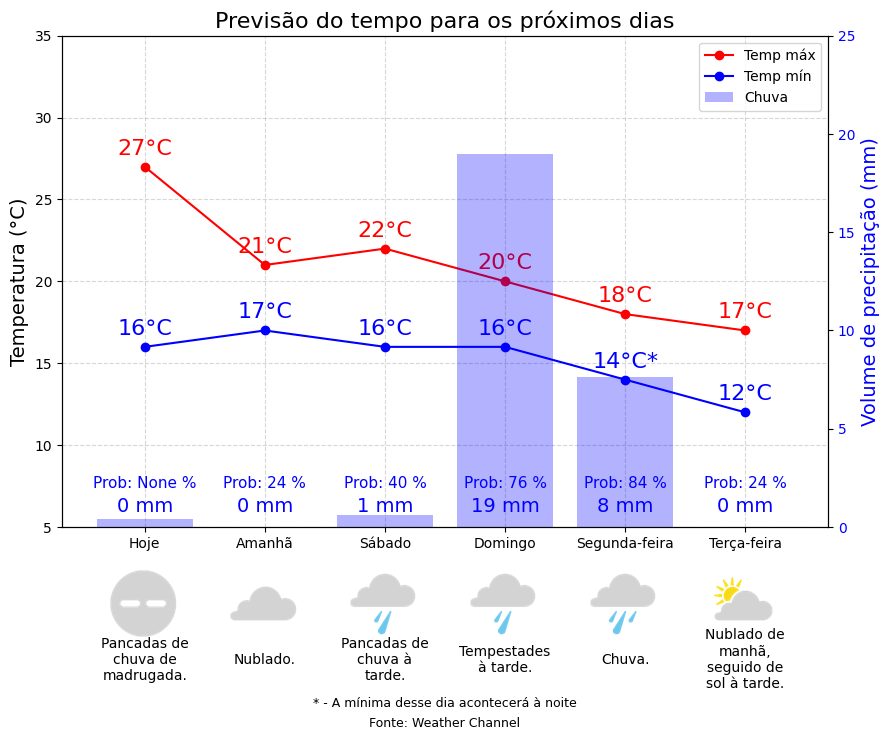 Previsão do tempo para os próximos dias
Temperatura (°C)
35
30
25
20
15
10
5
Volume de precipitação (mm)
25
20
15
10
5
0
Temp máx
Temp mín
Chuva
27°C
21°C
22°C
20°C
18°C
17°C
16°C
17°C
16°C
16°C
14°C*
12°C
Prob: None %
Prob: 24 %
Prob: 40 %
Prob: 76 %
Prob: 84 %
Prob: 24 %
0 mm
0 mm
1 mm
19 mm
8 mm
0 mm
Hoje
Amanhã
Sábado
Domingo
Segunda-feira
Terça-feira
Pancadas de
chuva de
madrugada.
Nublado.
Pancadas de
chuva à
tarde.
Tempestades
à tarde.
Chuva.
Nublado de
manhã,
seguido de
sol à tarde.
* - A mínima desse dia acontecerá à noite
Fonte: Weather Channel